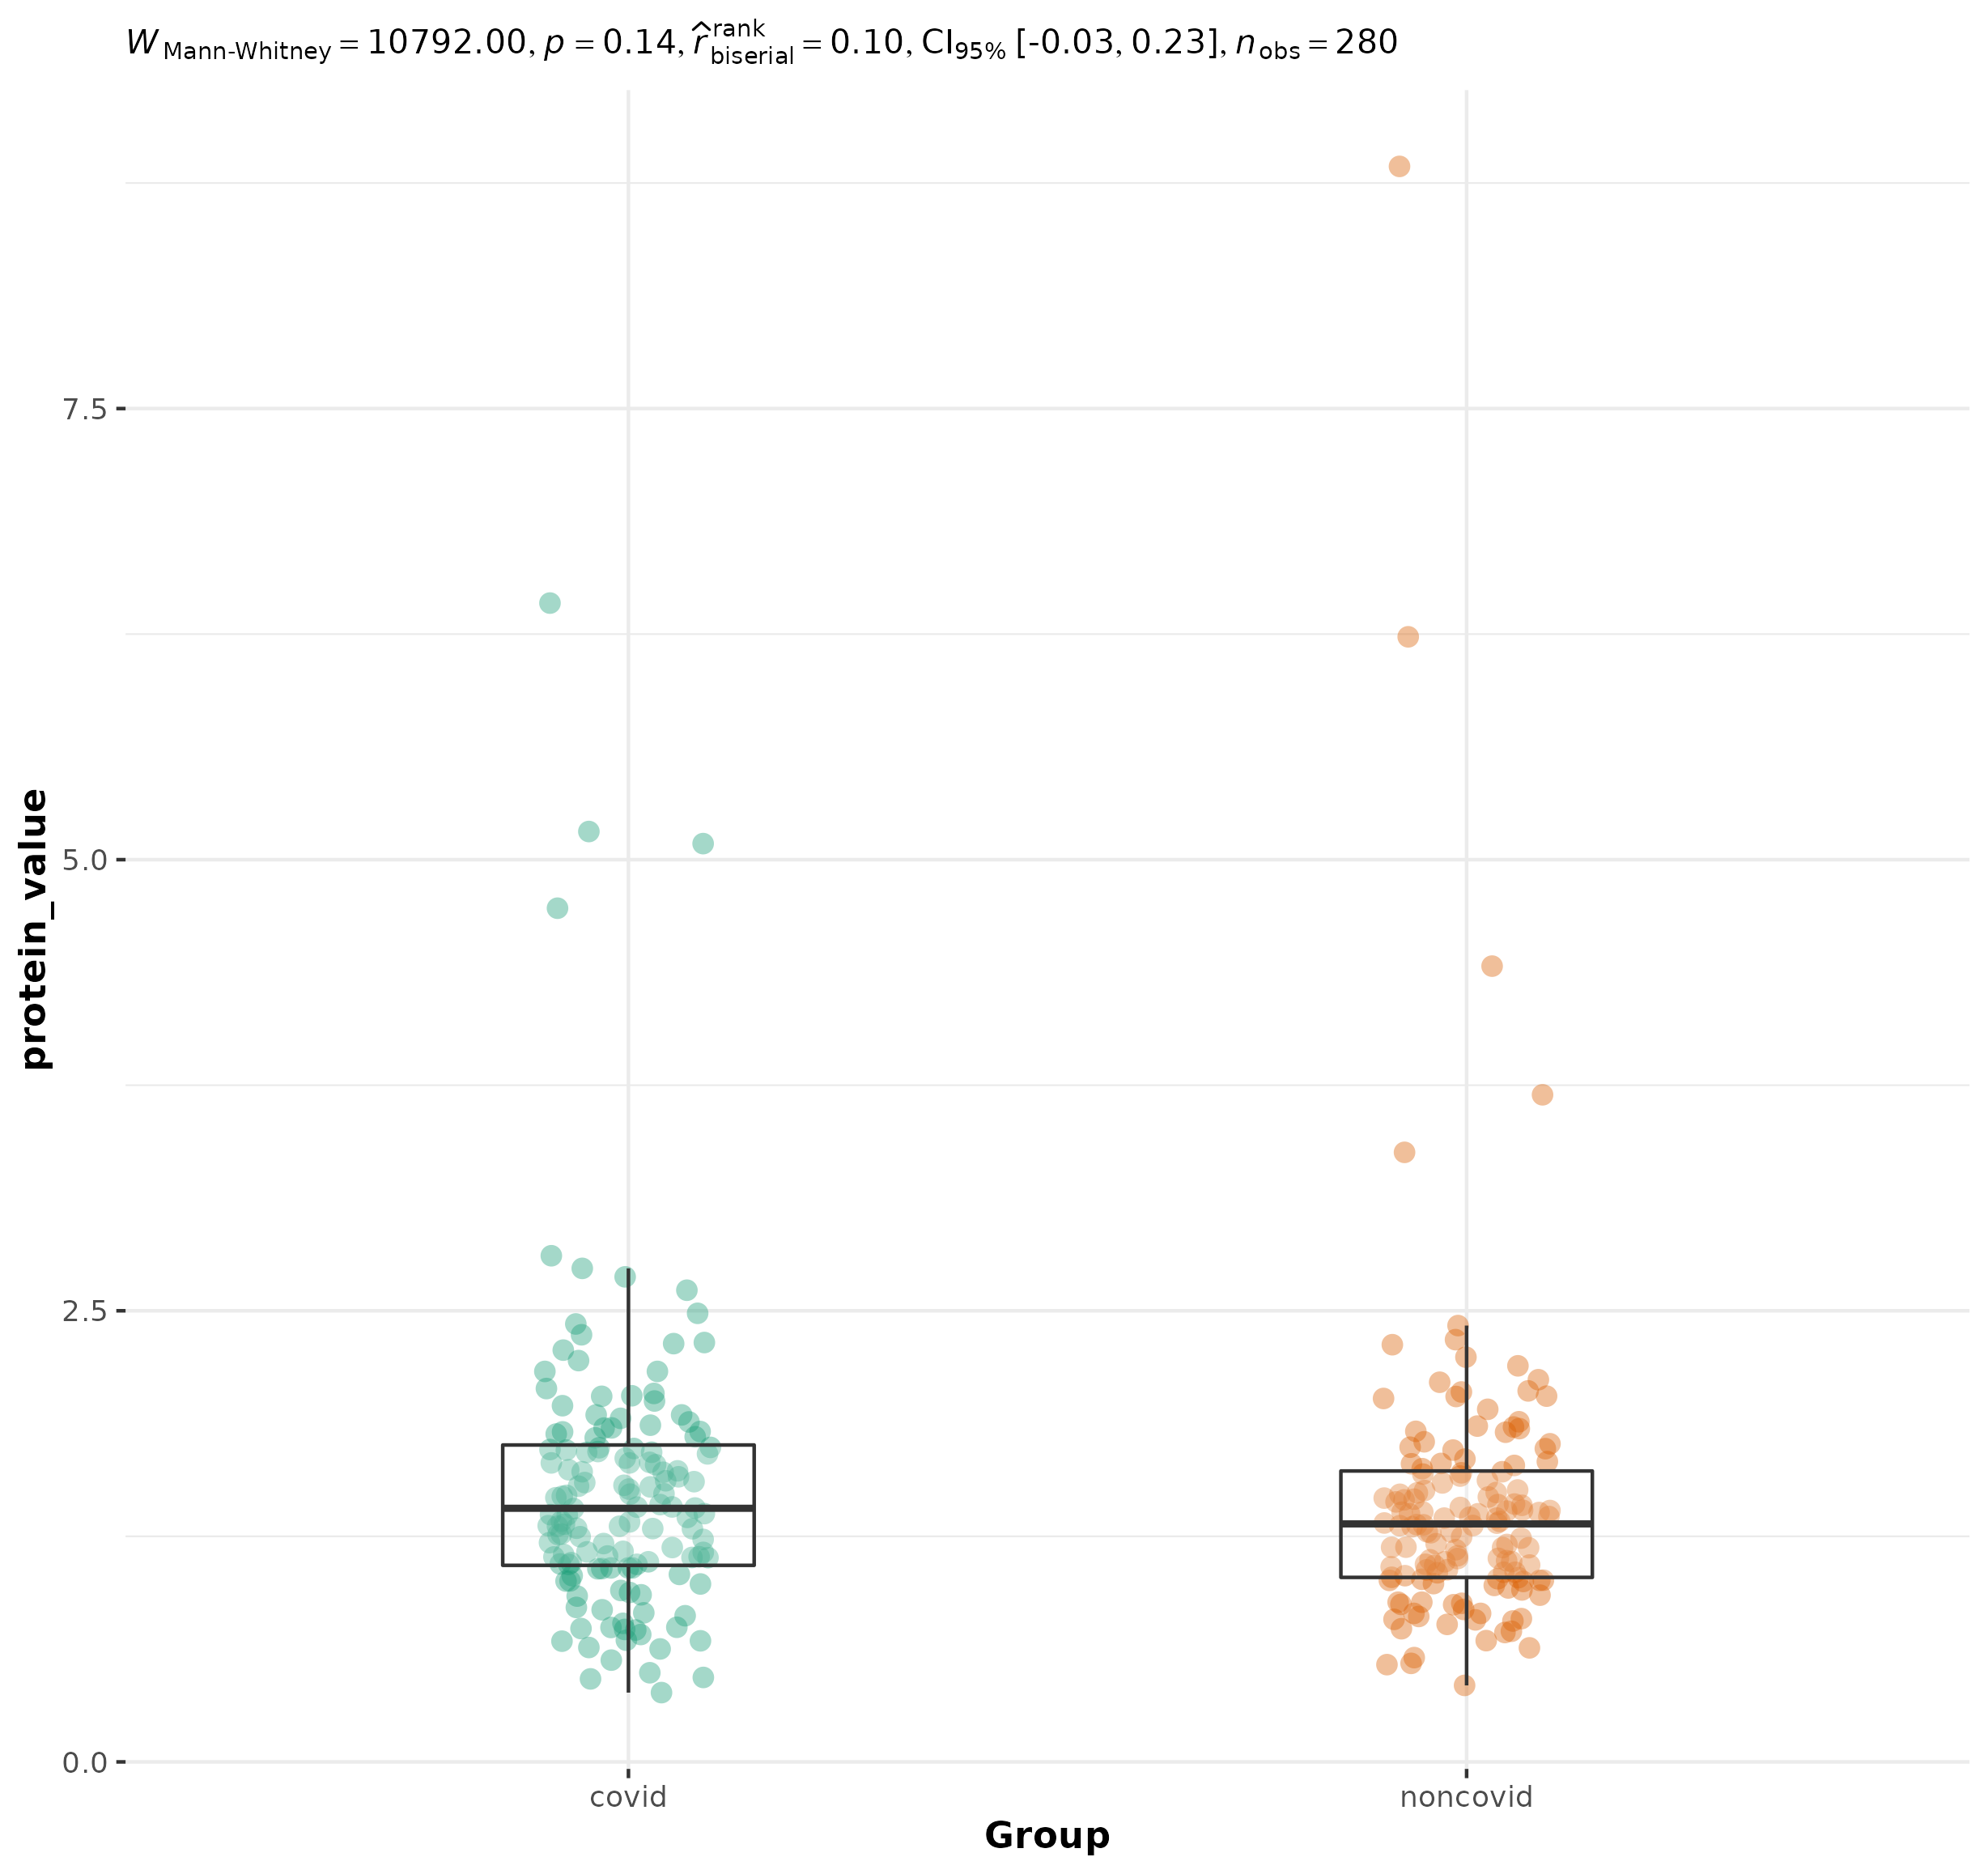 W Mann-Whitney = 10792.00, p = 0.14, r̂ rank biserial = 0.10, CI95% [-0.03, 0.23], nobs = 280
protein_value
7.5
5.0
2.5
0.0
covid noncovid
Group